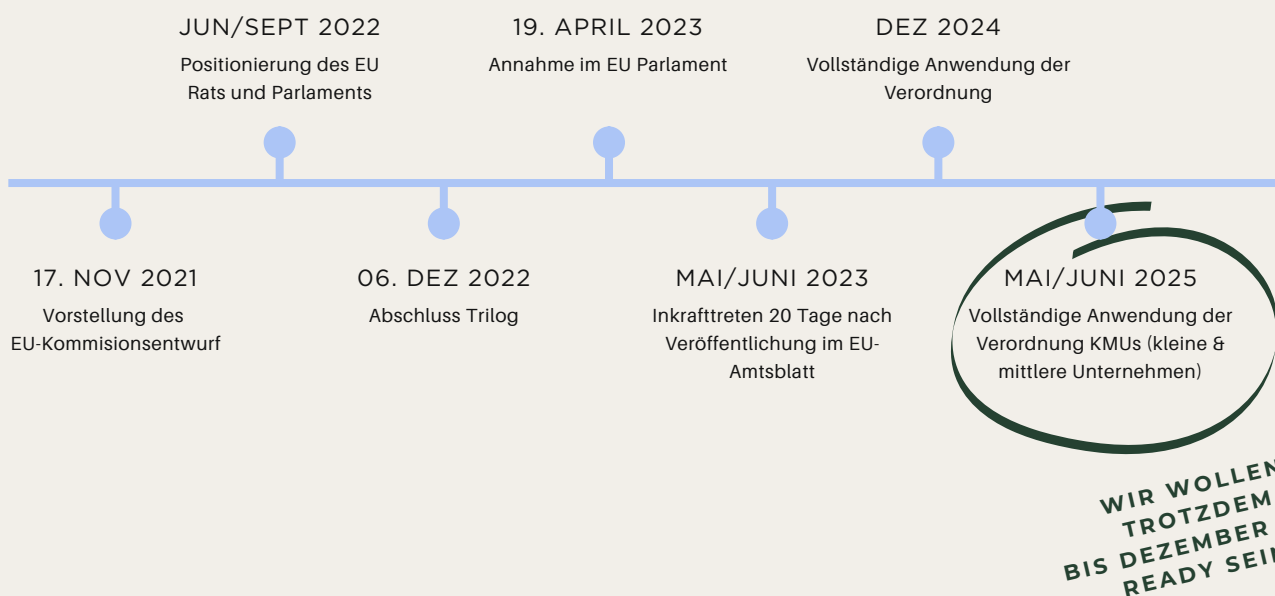 JUN/SEPT 2022
Positionierung des EU
Rats und Parlaments
19. APRIL 2023
Annahme im EU Parlament
DEZ 2024
Vollständige Anwendung der
Verordnung
17. NOV 2021
Vorstellung des
EU-Kommisionsentwurf
06. DEZ 2022
Abschluss Trilog
MAI/JUNI 2023
Inkrafttreten 20 Tage nach
Veröffentlichung im EU-
Amtsblatt
MAI/JUNI 2025
Vollständige Anwendung der
Verordnung KMUs (kleine &
mittlere Unternehmen)
WIR WOLLEN
TROTZDEM
BIS DEZEMBER
READY SEIN